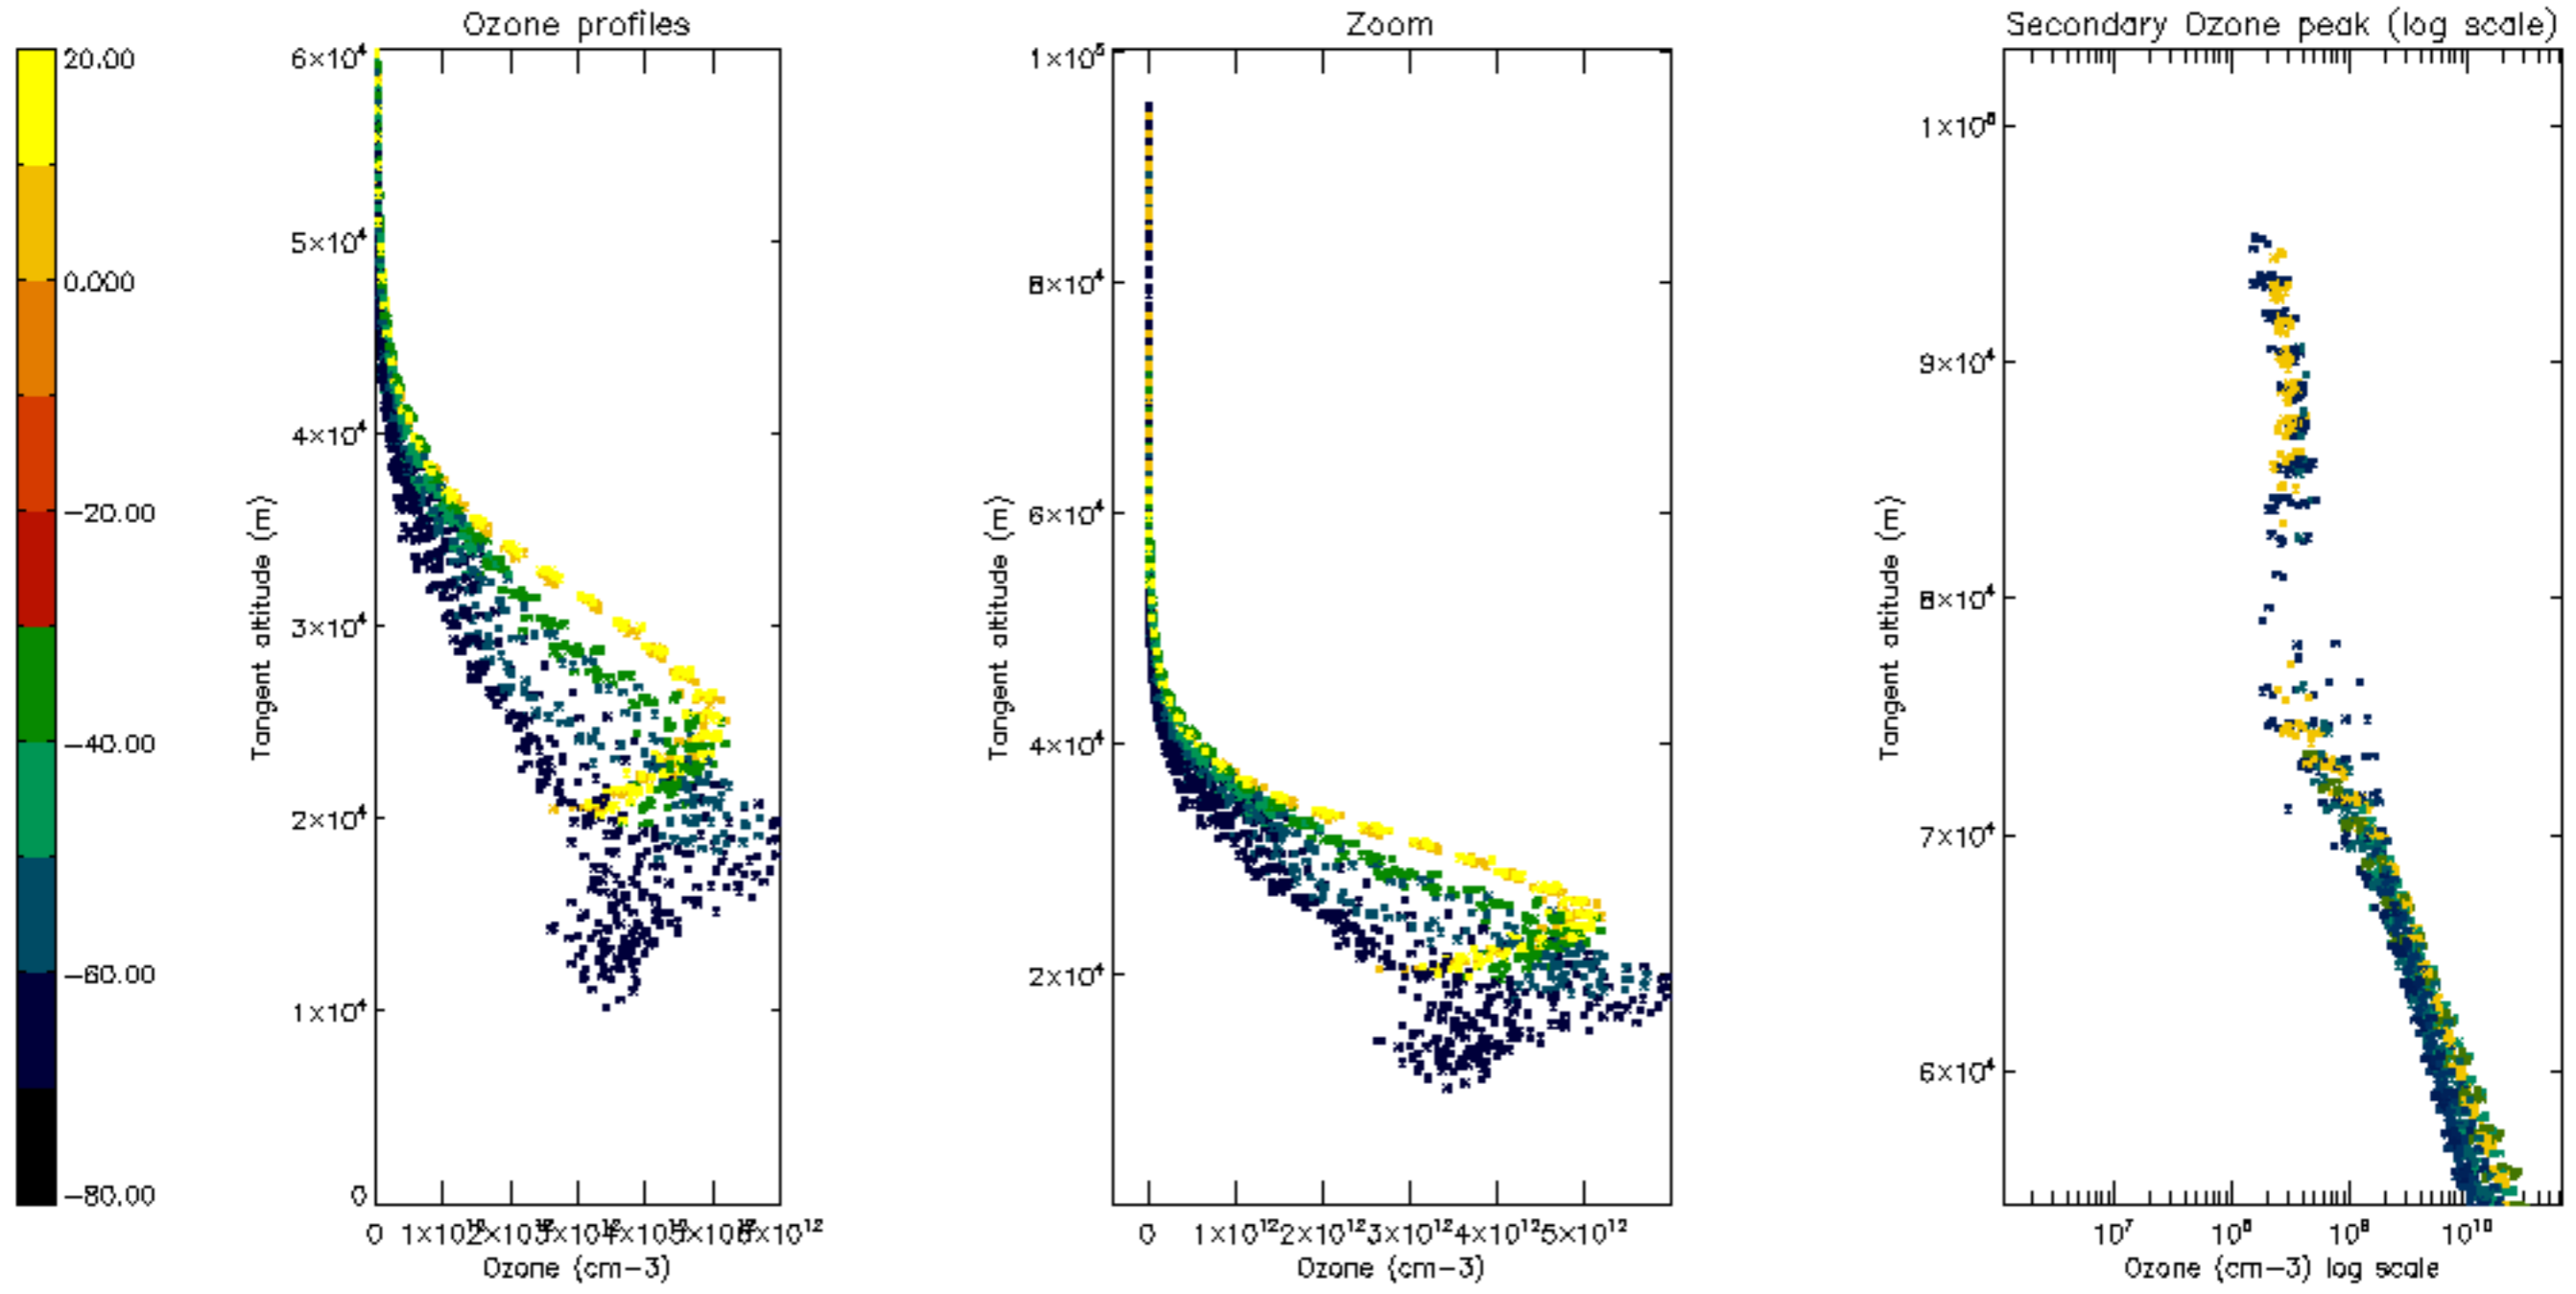 Ozone profiles
Zoom
Secondary Ozone peak (log scale)
20.00
0.000
−20.00
−40.00
−60.00
−80.00
6×10⁴
5×10⁴
4×10⁴
3×10⁴
2×10⁴
1×10⁴
0
Tangent altitude (m)
0
6×10¹²
Ozone (cm−3)
1×10⁵
8×10⁴
6×10⁴
4×10⁴
2×10⁴
Tangent altitude (m)
0 1×10¹² 2×10¹² 3×10¹² 4×10¹² 5×10¹²
Ozone (cm−3)
1×10⁵
9×10⁴
8×10⁴
7×10⁴
6×10⁴
Tangent altitude (m)
10⁷ 10⁸ 10⁹ 10¹⁰
Ozone (cm−3) log scale